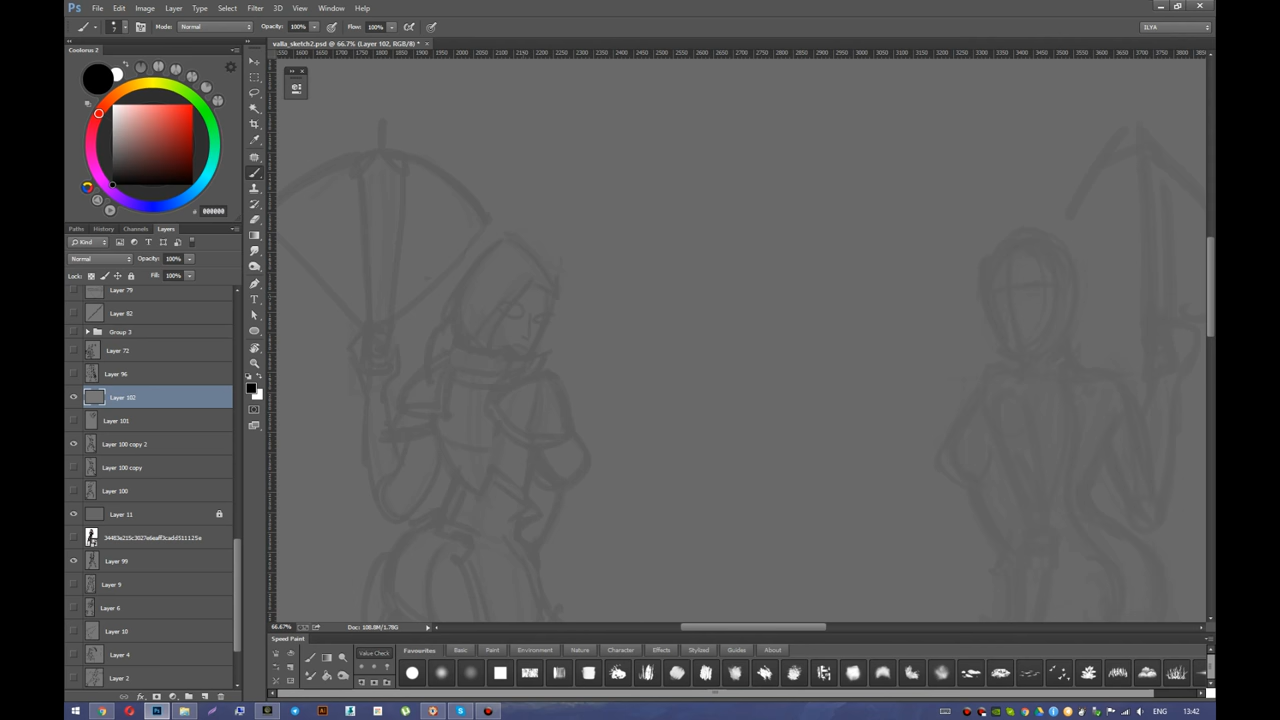 Ps File Edit Image Layer Type Select Filter 3D View Window Help
7 Mode: Normal Opacity: 100% Flow: 100% ILYA
Coolorus 2
valla_sketch2.psd @ 66.7% (Layer 102, RGB/8) *
# 000000
Paths History Channels Layers
Kind
Normal Opacity: 100%
Lock: Fill: 100%
Layer 79
Layer 82
Group 3
Layer 72
Layer 96
Layer 102
Layer 101
Layer 100 copy 2
Layer 100 copy
Layer 100
Layer 11
Layer 99
Layer 9
Layer 6
Layer 10
Layer 4
Layer 2
66.67% Doc: 108.8M/1.78G
Speed Paint
Value Check Favourites Basic Paint Environment Nature Character Effects Stylized Guides About
ENG 13:42